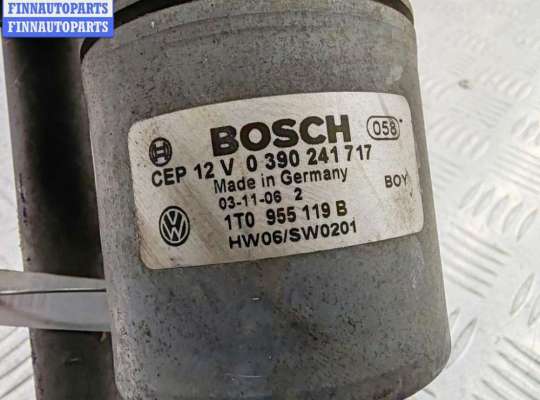 FINNAUTOPARTS
FINNAUTOPARTS
BOSCH 058
CEP 12 V 0 390 241 717
Made in Germany
03-11-06 2 BOY
1T0 955 119 B
HW06/SW0201